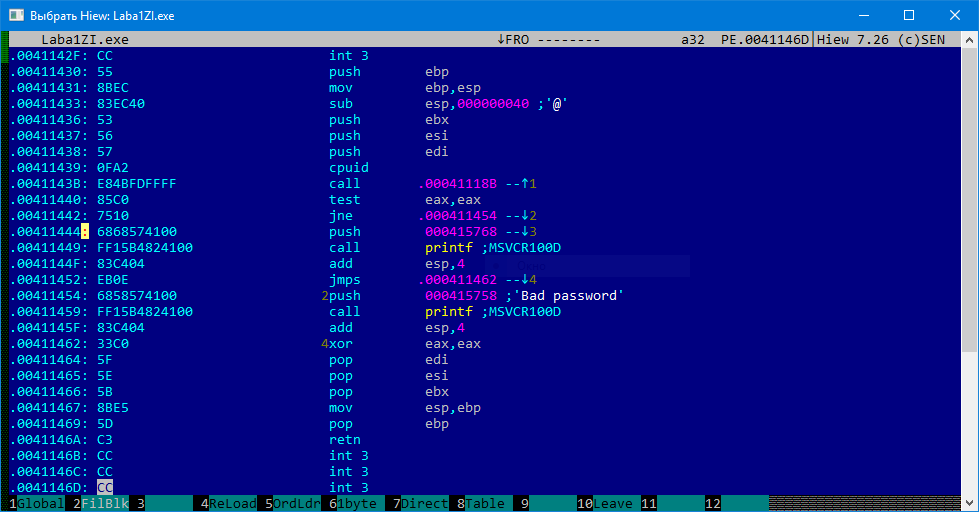 Выбрать Hiew: Laba1ZI.exe
Laba1ZI.exe ↓FRO -------- a32 PE.0041146D|Hiew 7.26 (c)SEN
.0041142F: CC int 3
.00411430: 55 push ebp
.00411431: 8BEC mov ebp,esp
.00411433: 83EC40 sub esp,000000040 ;'@'
.00411436: 53 push ebx
.00411437: 56 push esi
.00411438: 57 push edi
.00411439: 0FA2 cpuid
.0041143B: E84BFDFFFF call .00041118B --↑1
.00411440: 85C0 test eax,eax
.00411442: 7510 jne .000411454 --↓2
.00411444: 6868574100 push 000415768 --↓3
.00411449: FF15B4824100 call printf ;MSVCR100D
.0041144F: 83C404 add esp,4
.00411452: EB0E jmps .000411462 --↓4
.00411454: 6858574100 2push 000415758 ;'Bad password'
.00411459: FF15B4824100 call printf ;MSVCR100D
.0041145F: 83C404 add esp,4
.00411462: 33C0 4xor eax,eax
.00411464: 5F pop edi
.00411465: 5E pop esi
.00411466: 5B pop ebx
.00411467: 8BE5 mov esp,ebp
.00411469: 5D pop ebp
.0041146A: C3 retn
.0041146B: CC int 3
.0041146C: CC int 3
.0041146D: CC int 3
1Global 2FilBlk 3 4ReLoad 5OrdLdr 61byte 7Direct 8Table 9 10Leave 11 12